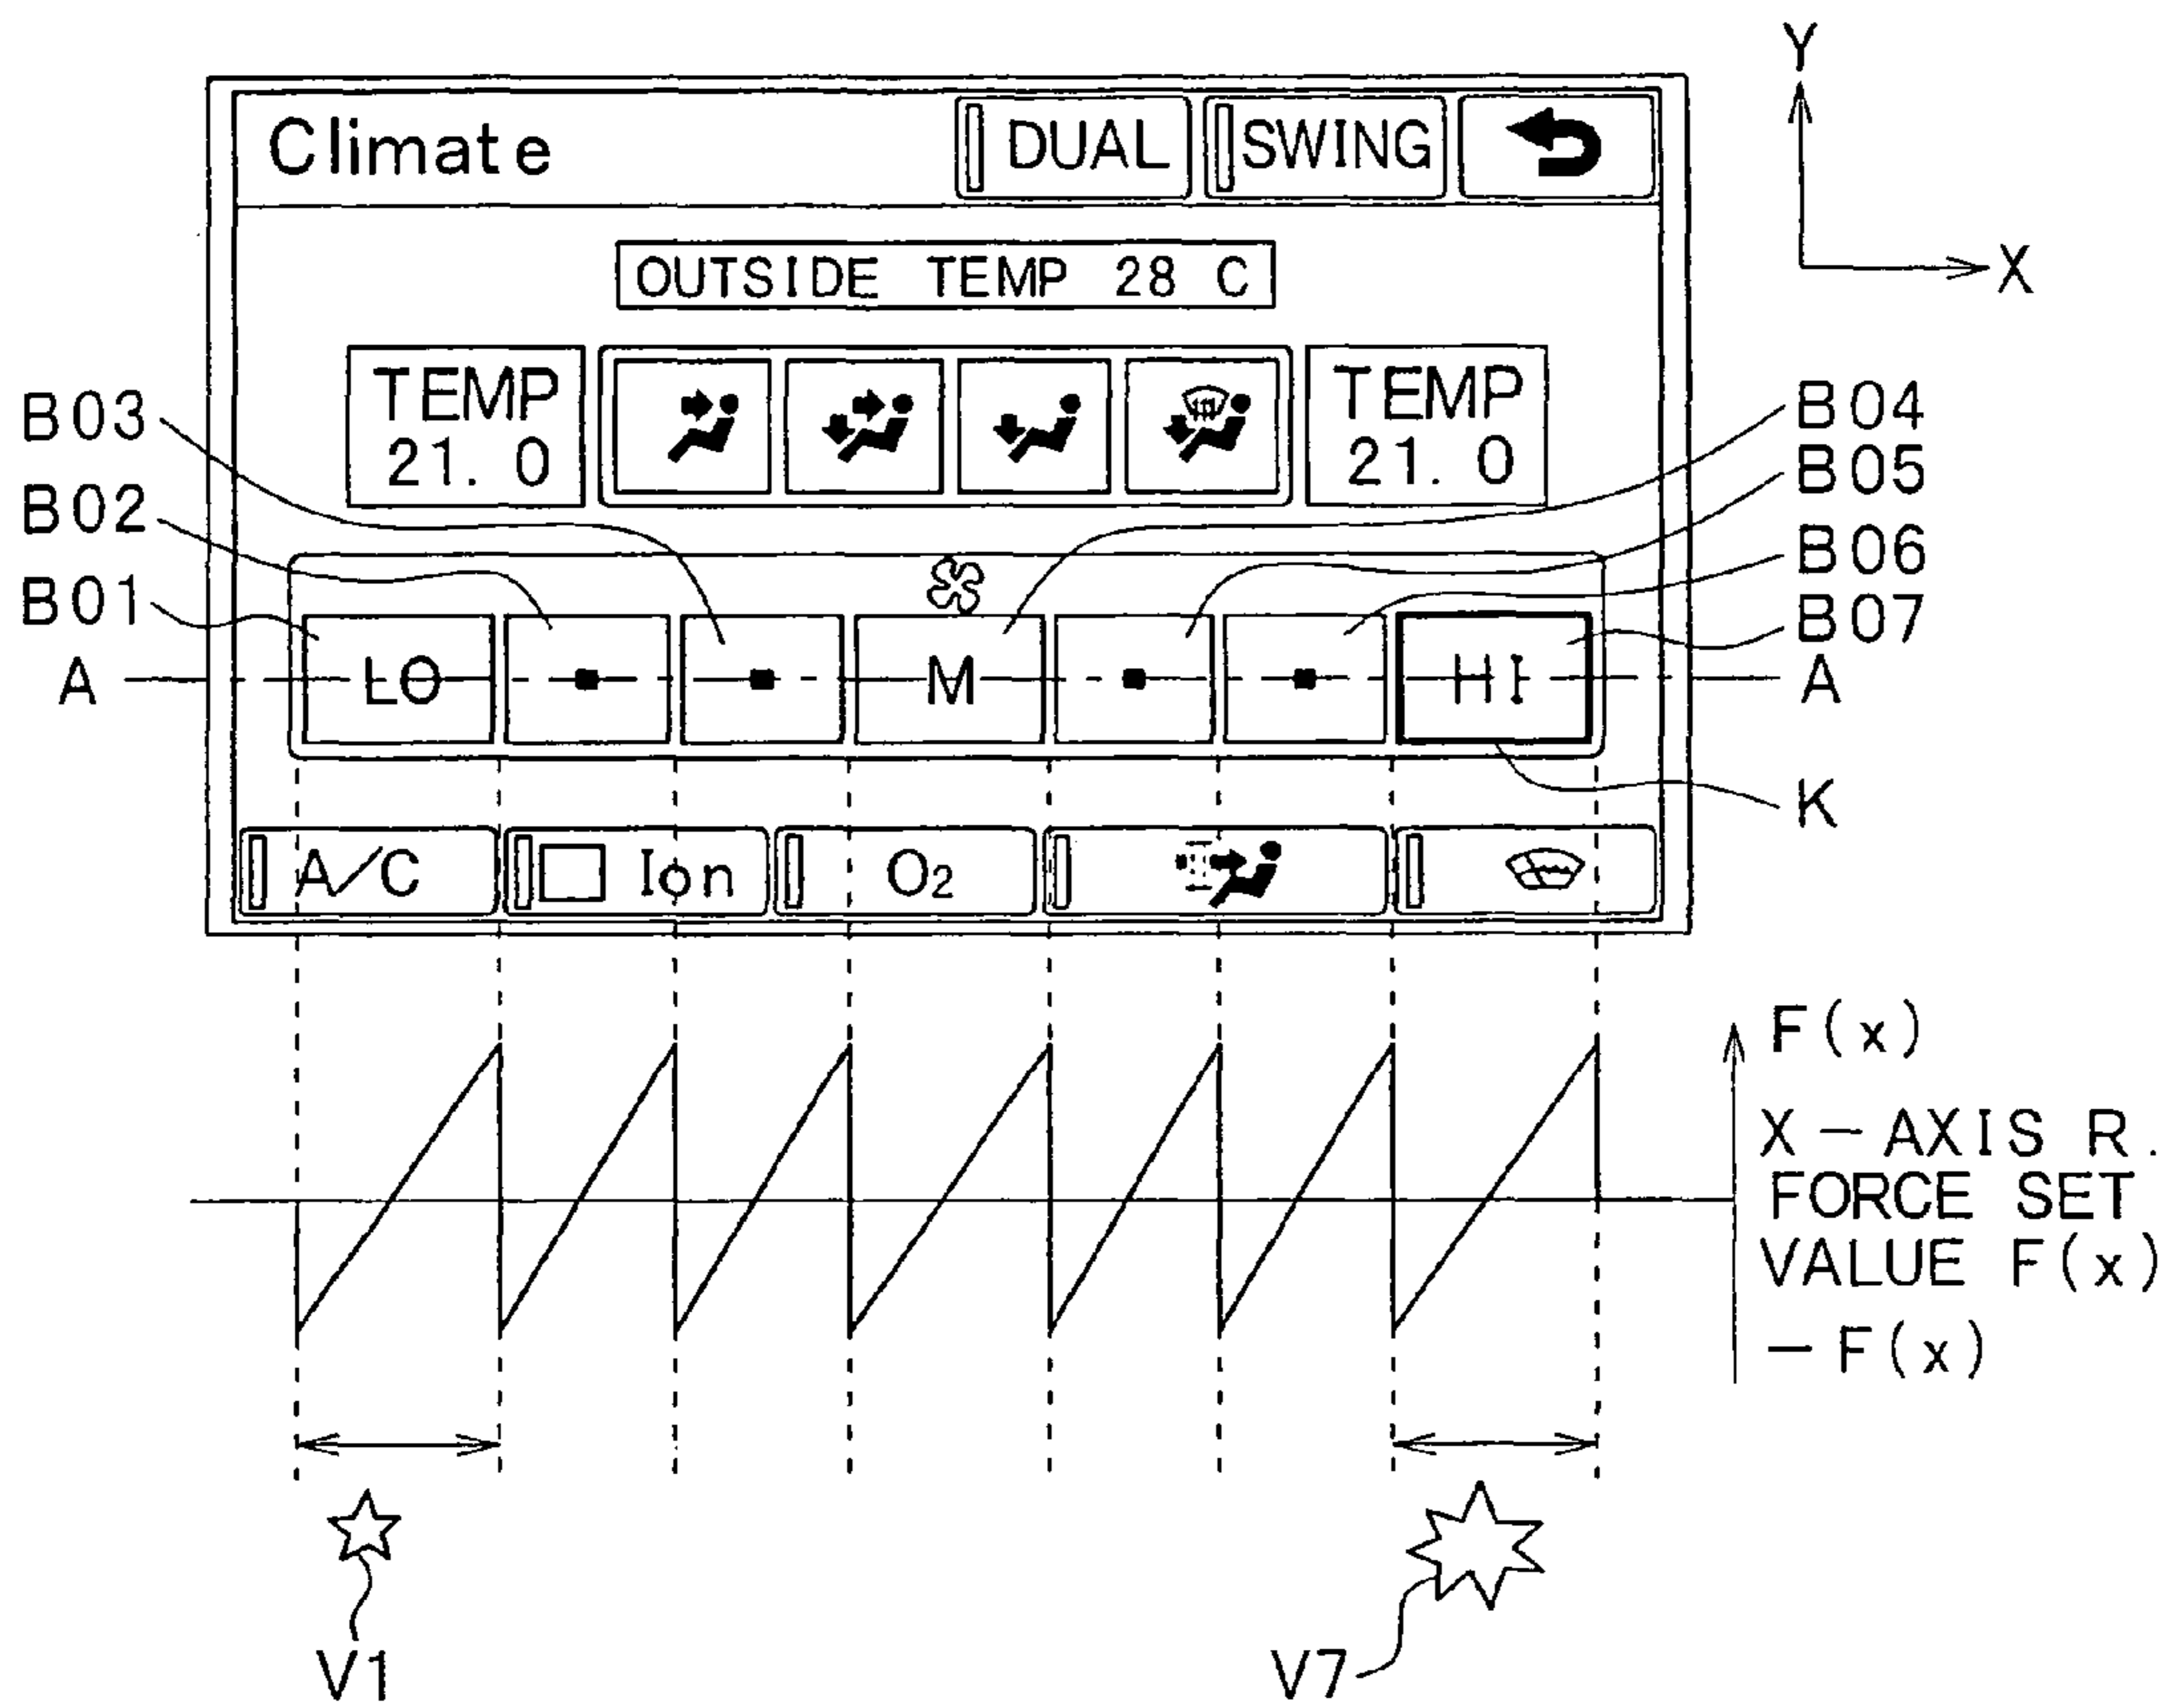 Y
Climate DUAL SWING
X
OUTSIDE TEMP 28 C
TEMP 21. 0
TEMP 21. 0
B03
B02
B01
B04
B05
B06
B07
A LO M HI A
K
A/C Ion O2
F(x)
X-AXIS R.
FORCE SET
VALUE F(x)
-F(x)
V1 V7